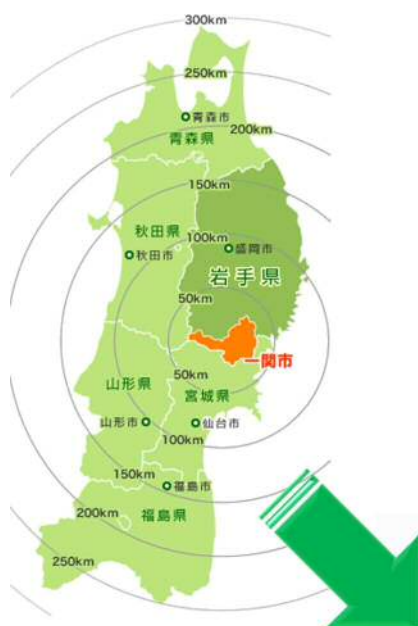 300km
250km
青森市
200km
青森県
150km
秋田県
100km
盛岡市
秋田市
岩手県
50km
一関市
50km
山形県
宮城県
山形市
仙台市
100km
150km
福島市
200km
福島県
250km